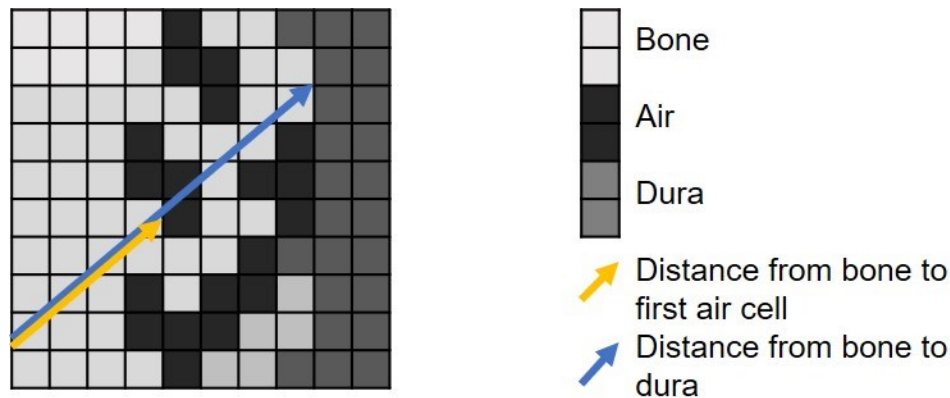 Bone
Air
Dura
Distance from bone to
first air cell
Distance from bone to
dura